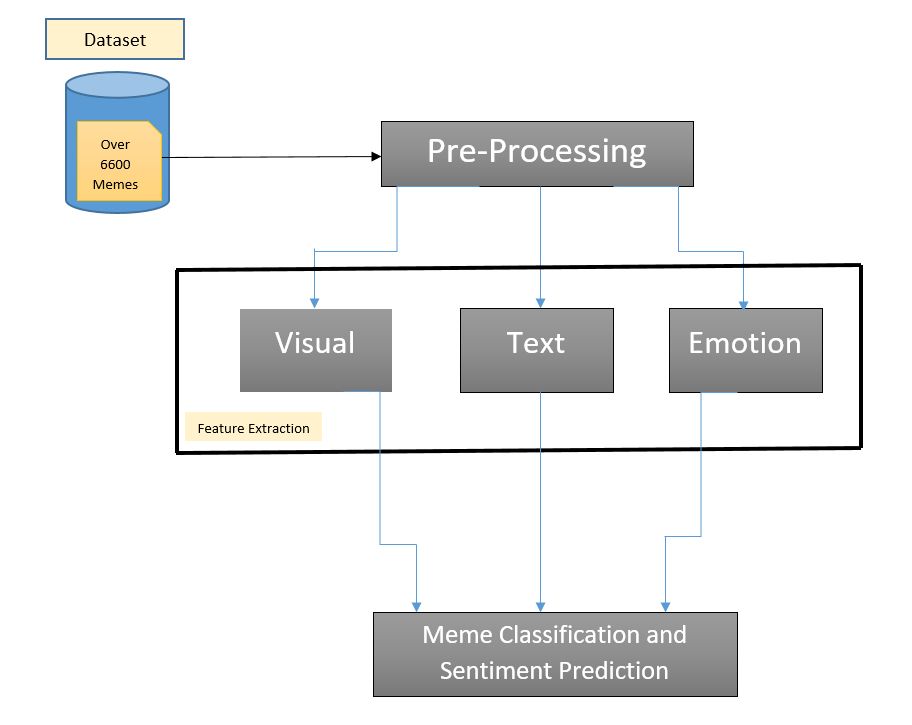 Dataset
Over
6600
Memes
Pre-Processing
Visual
Text
Emotion
Feature Extraction
Meme Classification and
Sentiment Prediction